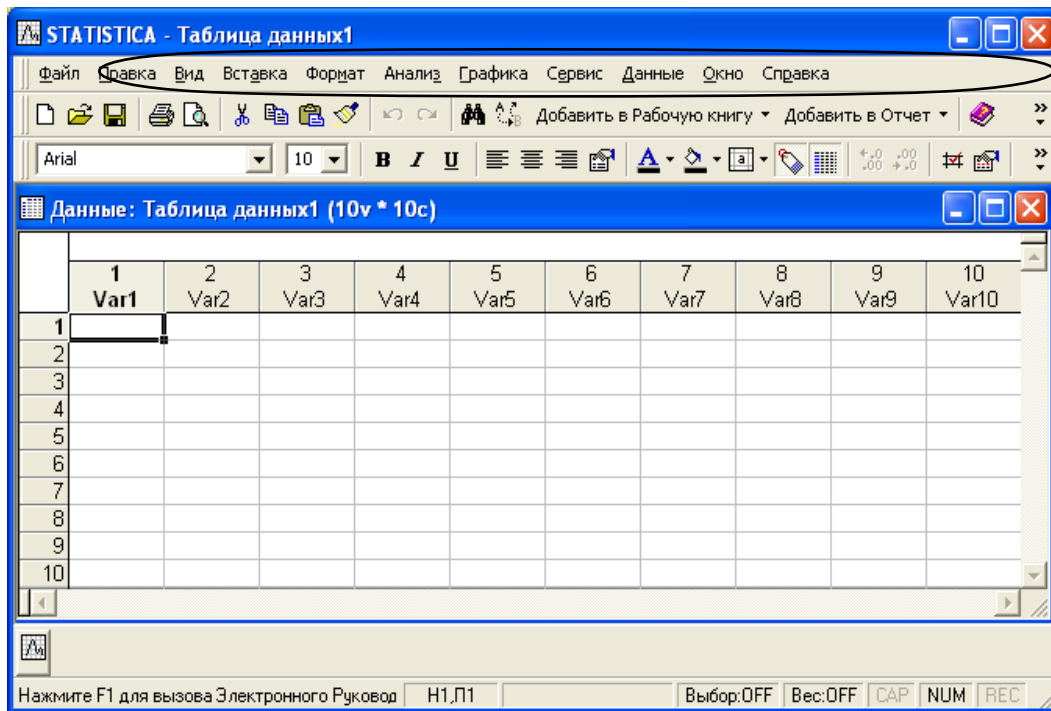 STATISTICA - Таблица данных1
Файл Правка Вид Вставка Формат Анализ Графика Сервис Данные Окно Справка
Добавить в Рабочую книгу Добавить в Отчет
Arial 10 B I U A a
Данные: Таблица данных1 (10v * 10c)
1 2 3 4 5 6 7 8 9 10
Var1 Var2 Var3 Var4 Var5 Var6 Var7 Var8 Var9 Var10
1
2
3
4
5
6
7
8
9
10
Нажмите F1 для вызова Электронного Руковод Н1,П1 Выбор:OFF Вес:OFF CAP NUM REC